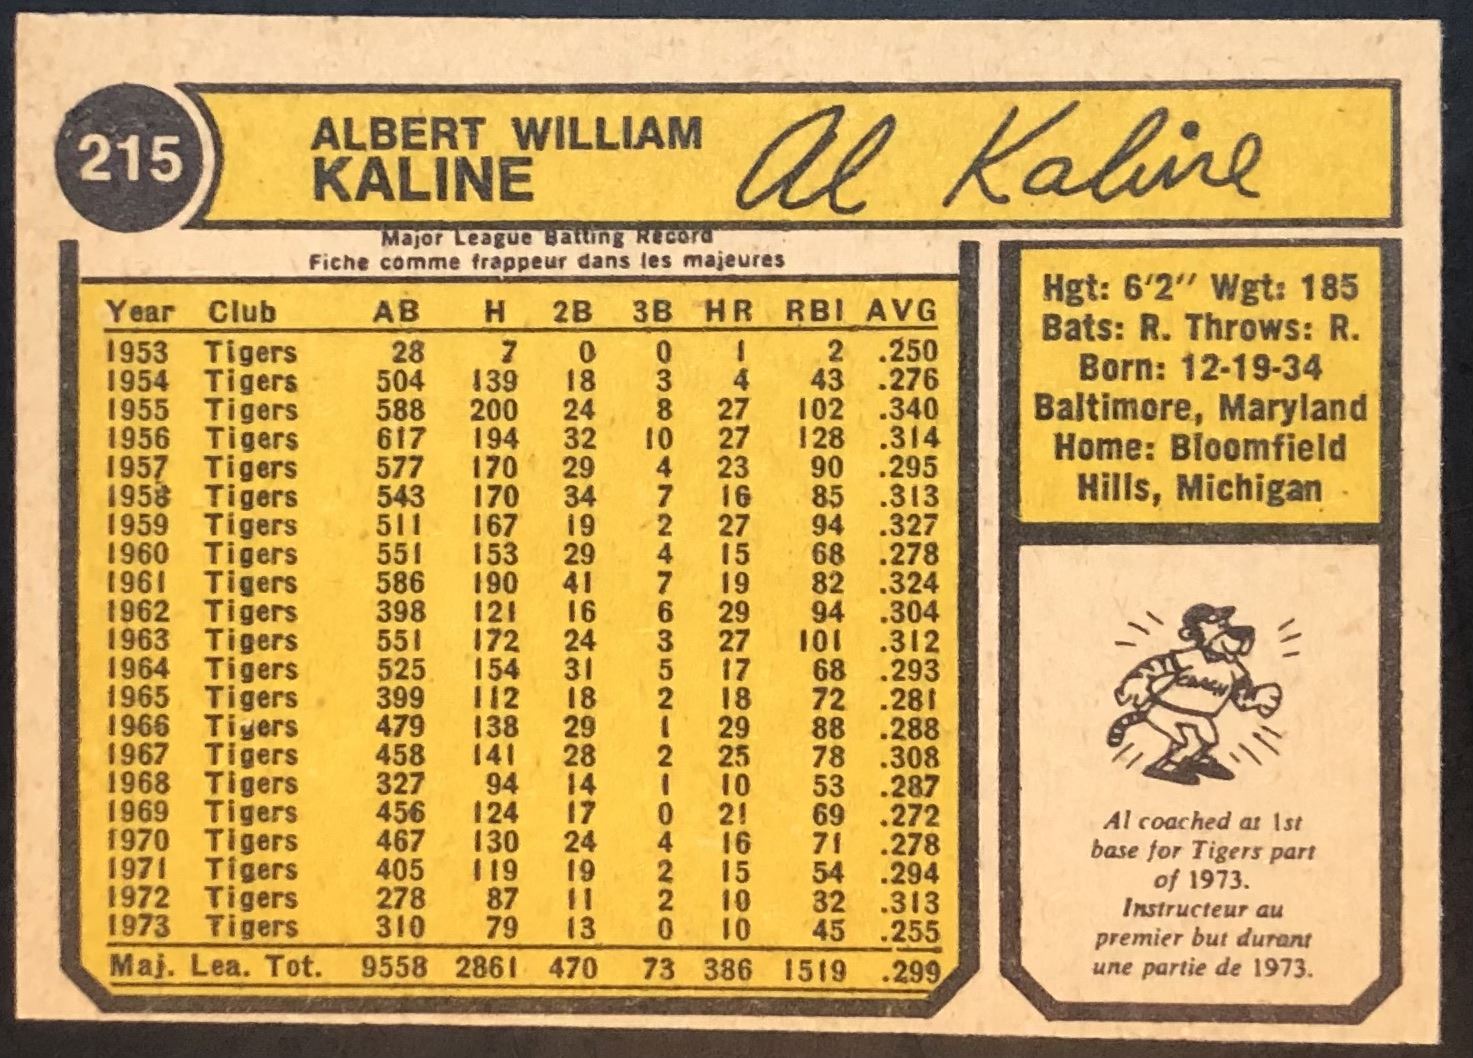 215
ALBERT WILLIAM
KALINE
Al Kaline
Major League Batting Record
Fiche comme frappeur dans les majeures
Year Club AB H 2B 3B HR RBI AVG
1953 Tigers 28 7 0 0 1 2 .250
1954 Tigers 504 139 18 3 4 43 .276
1955 Tigers 588 200 24 8 27 102 .340
1956 Tigers 617 194 32 10 27 128 .314
1957 Tigers 577 170 29 4 23 90 .295
1958 Tigers 543 170 34 7 16 85 .313
1959 Tigers 511 167 19 2 27 94 .327
1960 Tigers 551 153 29 4 15 68 .278
1961 Tigers 586 190 41 7 19 82 .324
1962 Tigers 398 121 16 6 29 94 .304
1963 Tigers 551 172 24 3 27 101 .312
1964 Tigers 525 154 31 5 17 68 .293
1965 Tigers 399 112 18 2 18 72 .281
1966 Tigers 479 138 29 1 29 88 .288
1967 Tigers 458 141 28 2 25 78 .308
1968 Tigers 327 94 14 1 10 53 .287
1969 Tigers 456 124 17 0 21 69 .272
1970 Tigers 467 130 24 4 16 71 .278
1971 Tigers 405 119 19 2 15 54 .294
1972 Tigers 278 87 11 2 10 32 .313
1973 Tigers 310 79 13 0 10 45 .255
Maj. Lea. Tot. 9558 2861 470 73 386 1519 .299
Hgt: 6'2" Wgt: 185
Bats: R. Throws: R.
Born: 12-19-34
Baltimore, Maryland
Home: Bloomfield
Hills, Michigan
COACH
Al coached at 1st
base for Tigers part
of 1973.
Instructeur au
premier but durant
une partie de 1973.